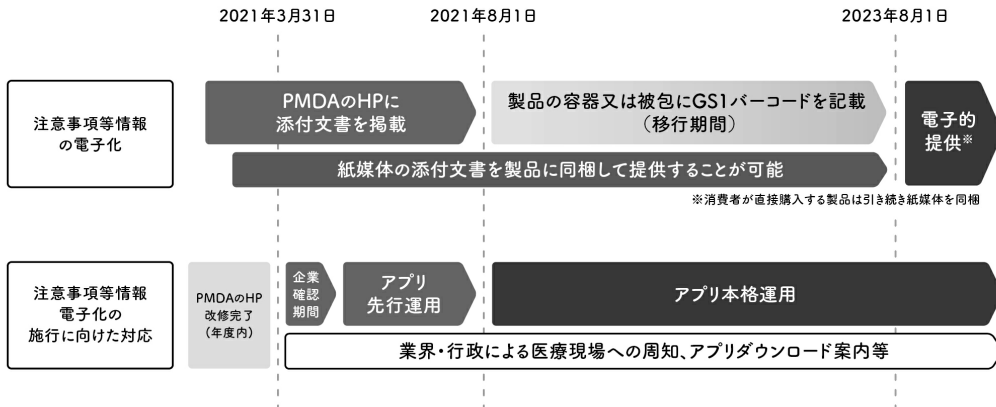 2021年3月31日
2021年8月1日
2023年8月1日
注意事項等情報
の電子化
PMDAのHPに
添付文書を掲載
製品の容器又は被包にGS1バーコードを記載
（移行期間）
電子的
提供※
紙媒体の添付文書を製品に同梱して提供することが可能
※消費者が直接購入する製品は引き続き紙媒体を同梱
注意事項等情報
電子化の
施行に向けた対応
PMDAのHP
改修完了
（年度内）
企業
確認
期間
アプリ
先行運用
アプリ本格運用
業界・行政による医療現場への周知、アプリダウンロード案内等